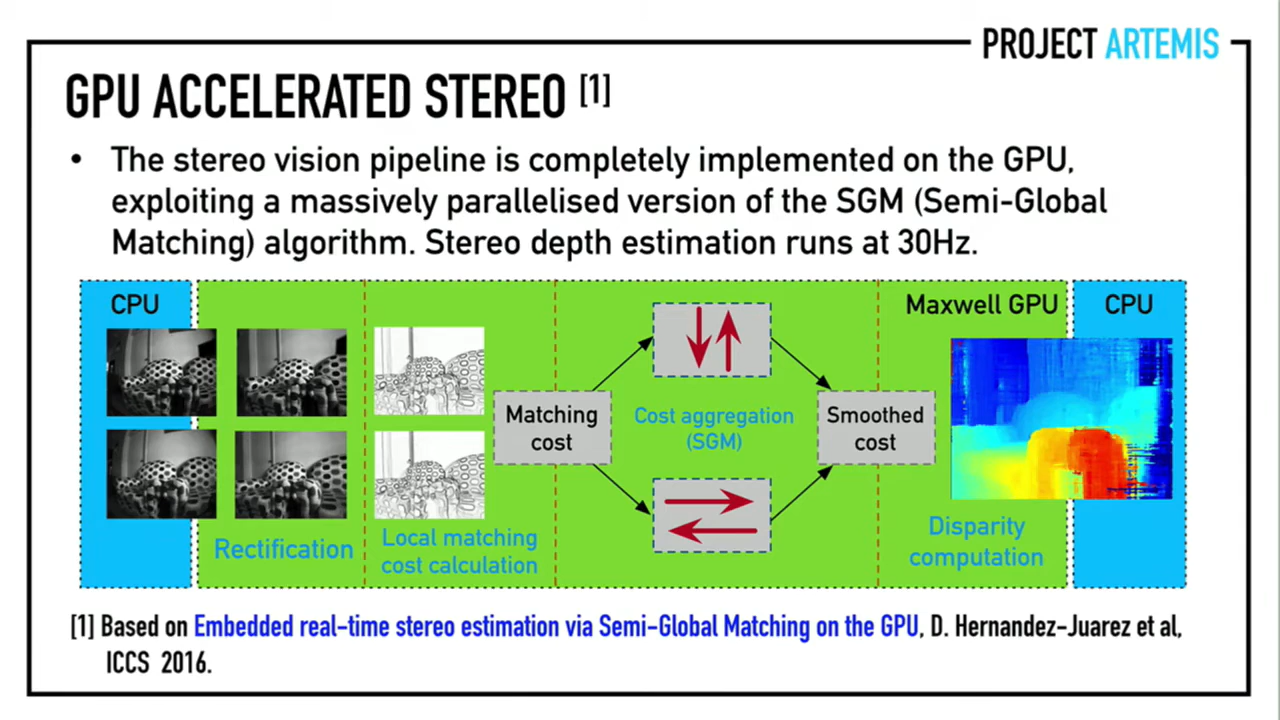 PROJECT ARTEMIS
GPU ACCELERATED STEREO [1]
• The stereo vision pipeline is completely implemented on the GPU,
exploiting a massively parallelised version of the SGM (Semi-Global
Matching) algorithm. Stereo depth estimation runs at 30Hz.
CPU
Maxwell GPU
CPU
Matching
cost
Cost aggregation
(SGM)
Smoothed
cost
Rectification
Local matching
cost calculation
Disparity
computation
[1] Based on Embedded real-time stereo estimation via Semi-Global Matching on the GPU, D. Hernandez-Juarez et al,
ICCS 2016.